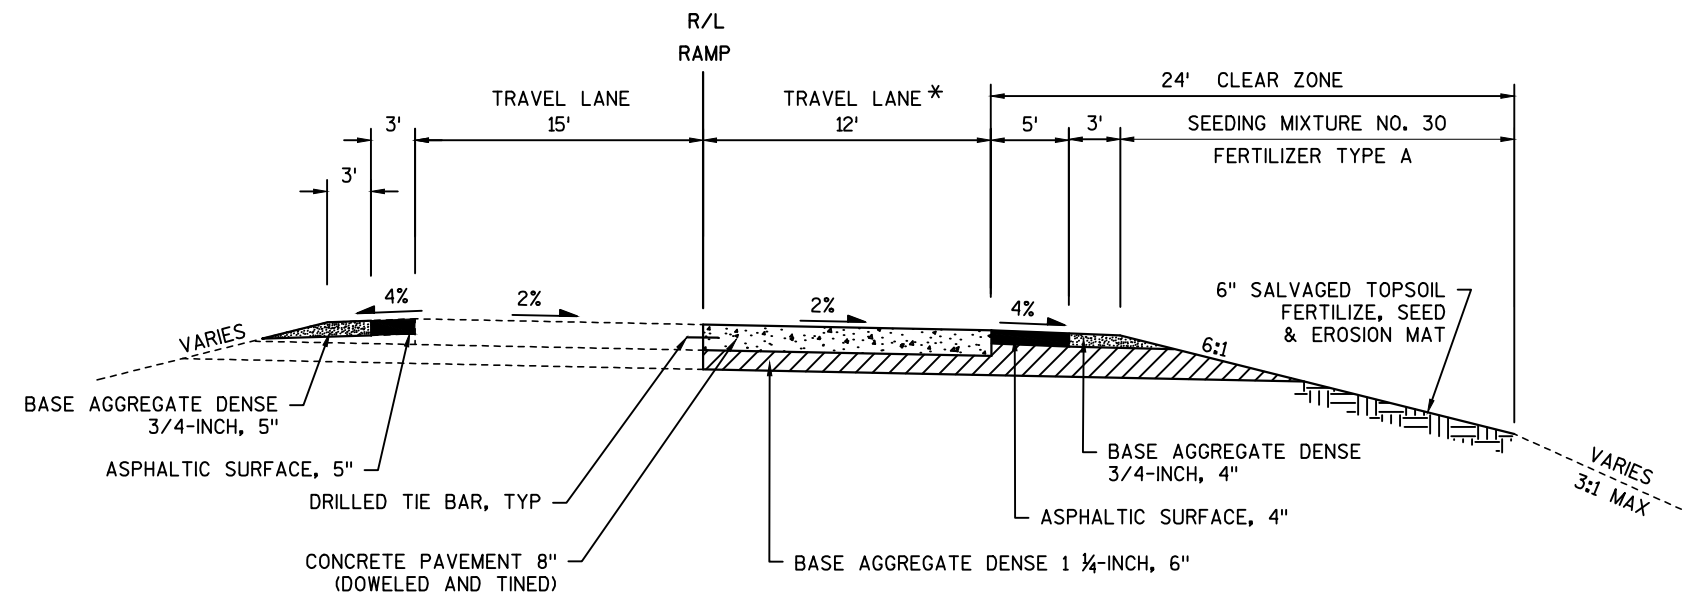 R/L
RAMP
24' CLEAR ZONE
TRAVEL LANE
TRAVEL LANE *
3'
15'
12'
5'
3'
SEEDING MIXTURE NO. 30
FERTILIZER TYPE A
3'
4%
2%
2%
4%
6" SALVAGED TOPSOIL
FERTILIZE, SEED
& EROSION MAT
VARIES
6:1
BASE AGGREGATE DENSE
3/4-INCH, 5"
ASPHALTIC SURFACE, 5"
DRILLED TIE BAR, TYP
CONCRETE PAVEMENT 8"
(DOWELED AND TINED)
BASE AGGREGATE DENSE
3/4-INCH, 4"
ASPHALTIC SURFACE, 4"
BASE AGGREGATE DENSE 1 ¼-INCH, 6"
VARIES
3:1 MAX